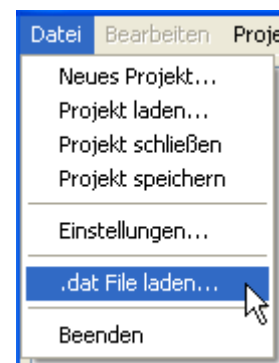 Datei Bearbeiten Proje
Neues Projekt...
Projekt laden...
Projekt schließen
Projekt speichern
Einstellungen...
.dat File laden...
Beenden